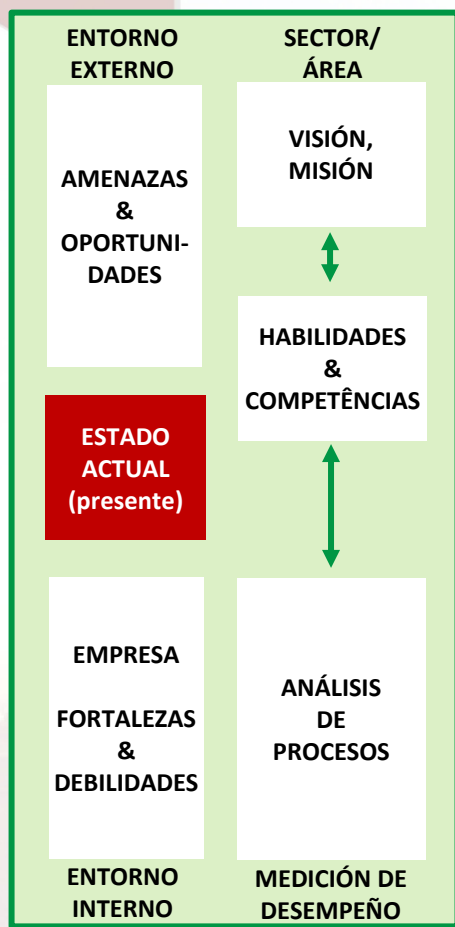 ENTORNO
EXTERNO
AMENAZAS
&
OPORTUNI-
DADES
ESTADO
ACTUAL
(presente)
EMPRESA
FORTALEZAS
&
DEBILIDADES
ENTORNO
INTERNO
SECTOR/
ÁREA
VISIÓN,
MISIÓN
HABILIDADES
&
COMPETÊNCIAS
ANÁLISIS
DE
PROCESOS
MEDICIÓN DE
DESEMPEÑO